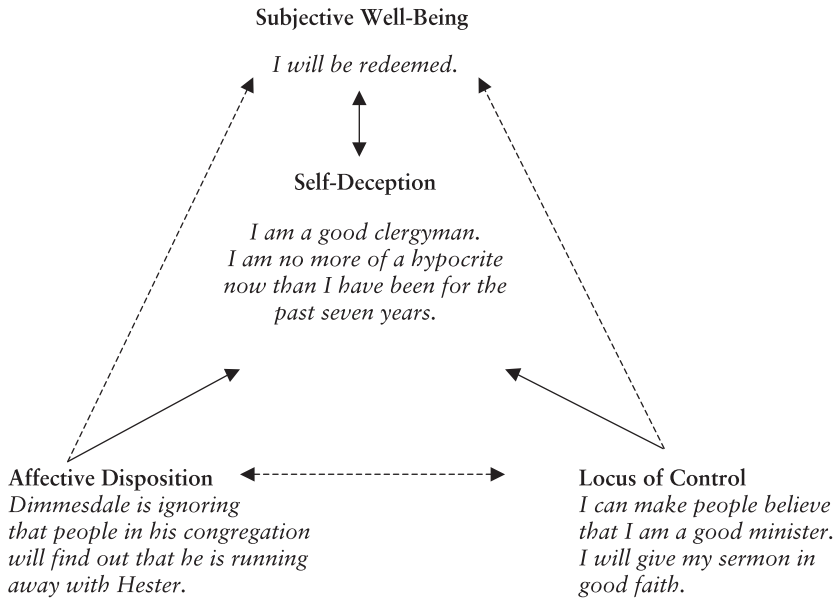 Subjective Well-Being
I will be redeemed.
Self-Deception
I am a good clergyman.
I am no more of a hypocrite
now than I have been for the
past seven years.
Affective Disposition
Dimmesdale is ignoring
that people in his congregation
will find out that he is running
away with Hester.
Locus of Control
I can make people believe
that I am a good minister.
I will give my sermon in
good faith.